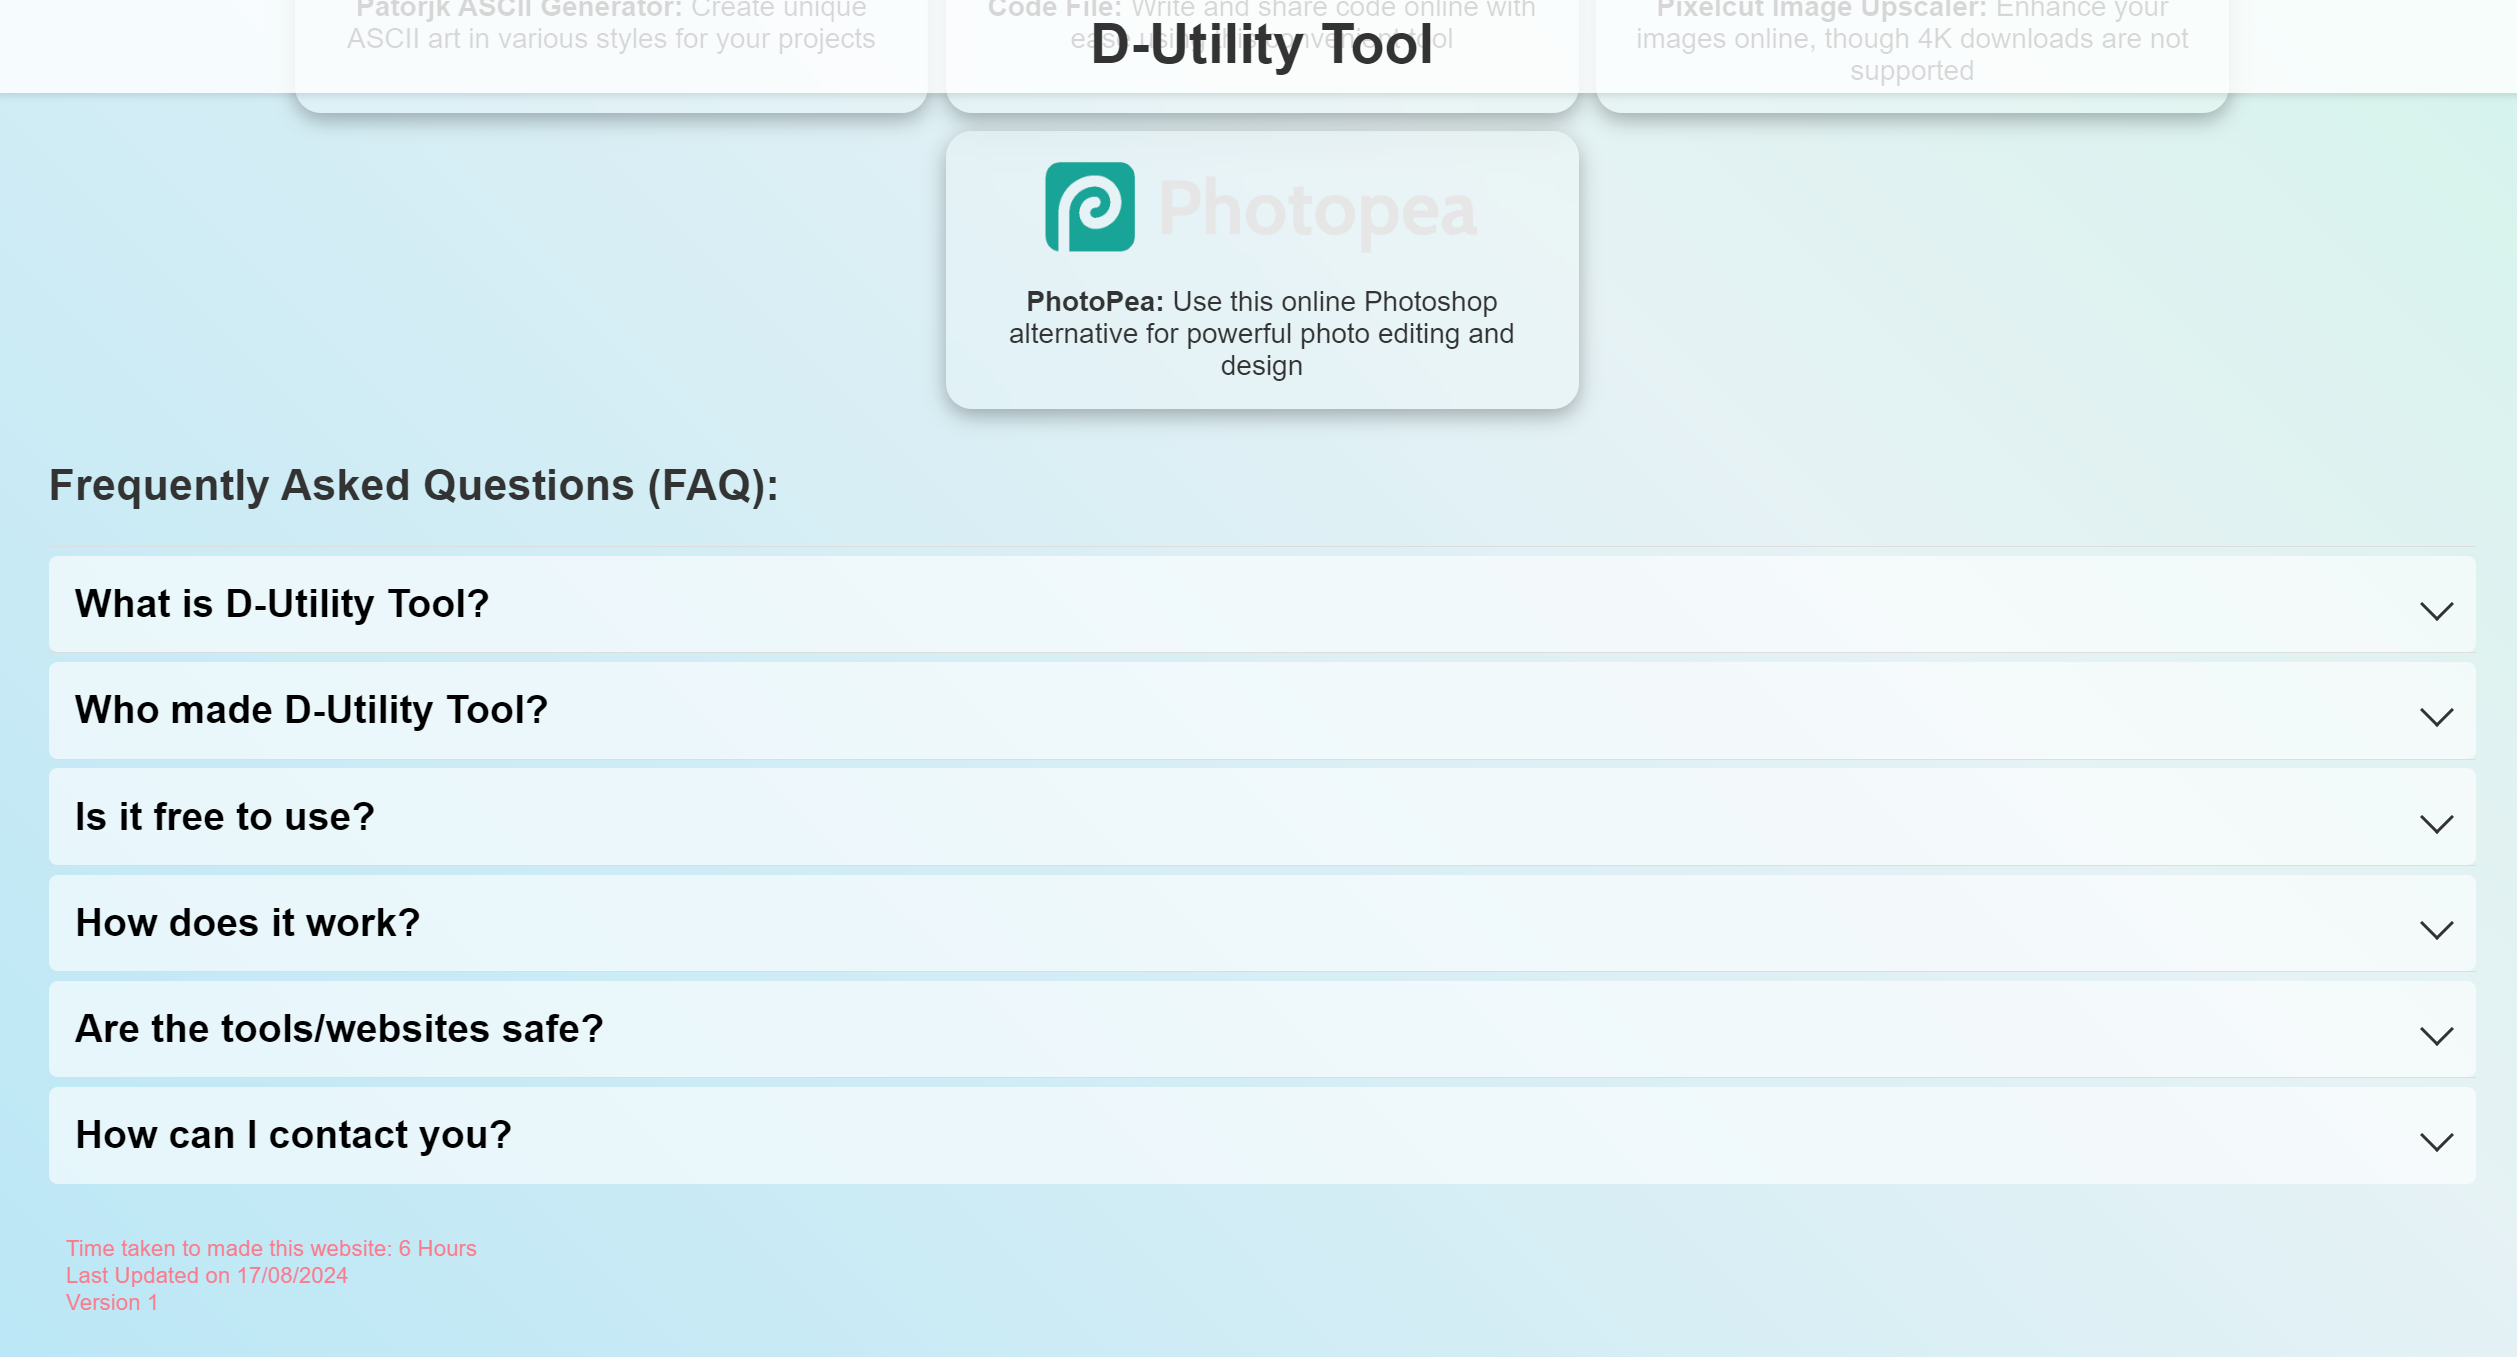 Patorjk ASCII Generator: Create unique
ASCII art in various styles for your projects
Code File: Write and share code online with
ease using this convenient tool
Pixelcut Image Upscaler: Enhance your
images online, though 4K downloads are not
supported
D-Utility Tool
Photopea
PhotoPea: Use this online Photoshop
alternative for powerful photo editing and
design
Frequently Asked Questions (FAQ):
What is D-Utility Tool?
Who made D-Utility Tool?
Is it free to use?
How does it work?
Are the tools/websites safe?
How can I contact you?
Time taken to made this website: 6 Hours
Last Updated on 17/08/2024
Version 1